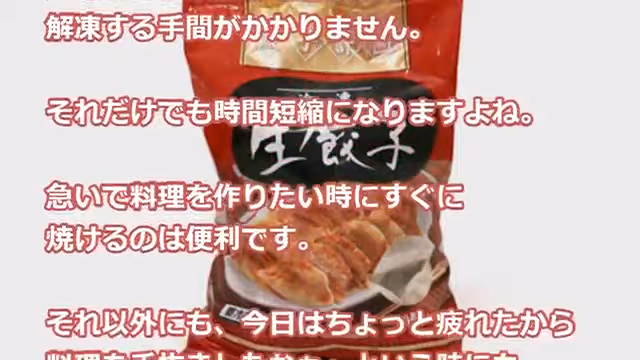 解凍する手間がかかりません。
それだけでも時間短縮になりますよね。
生餃子
急いで料理を作りたい時にすぐに
焼けるのは便利です。
それ以外にも、今日はちょっと疲れたから